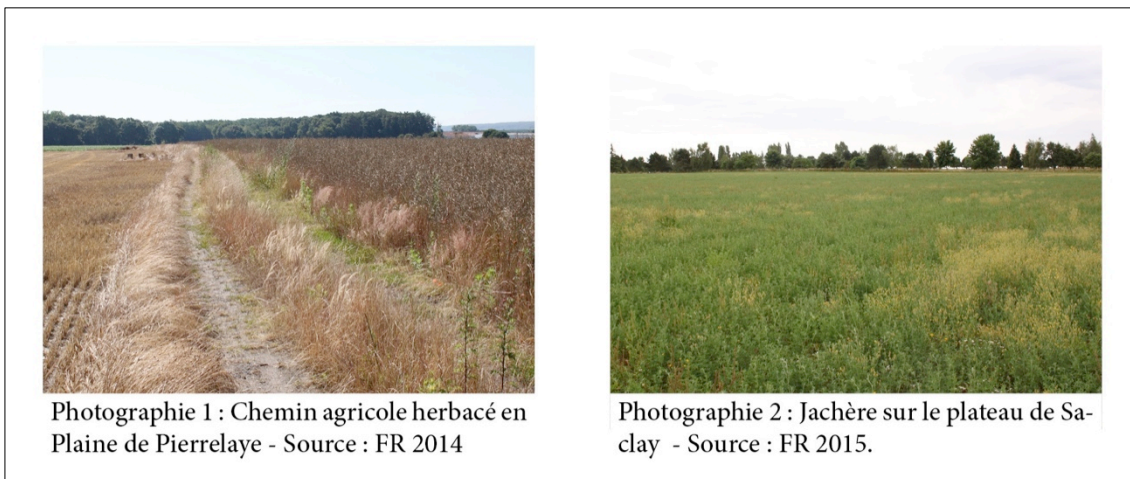 Photographie 1 : Chemin agricole herbacé en
Plaine de Pierrelaye - Source : FR 2014
Photographie 2 : Jachère sur le plateau de Sa-
clay - Source : FR 2015.